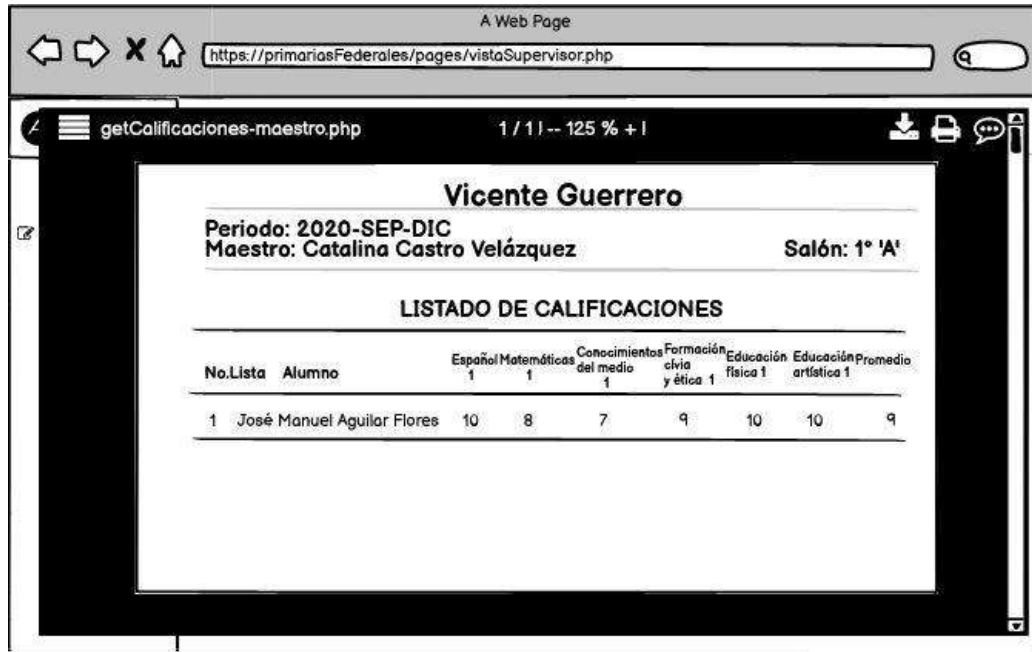 A Web Page
https://primariasFederales/pages/vistaSupervisor.php
getCalificaciones-maestro.php 1 / 1 | -- 125 % + |
Vicente Guerrero
Periodo: 2020-SEP-DIC
Maestro: Catalina Castro Velázquez Salón: 1° 'A'
LISTADO DE CALIFICACIONES
No.Lista Alumno Español 1 Matemáticas 1 Conocimientos del medio 1 Formación cívia y ética 1 Educación física 1 Educación artística 1 Promedio
1 José Manuel Aguilar Flores 10 8 7 9 10 10 9